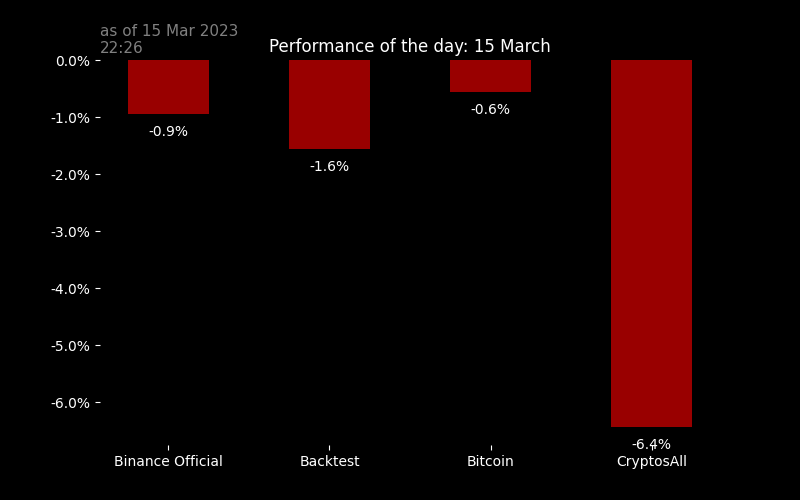 as of 15 Mar 2023
22:26
Performance of the day: 15 March
0.0%
-1.0%
-2.0%
-3.0%
-4.0%
-5.0%
-6.0%
-0.9%
-1.6%
-0.6%
-6.4%
Binance Official
Backtest
Bitcoin
CryptosAll